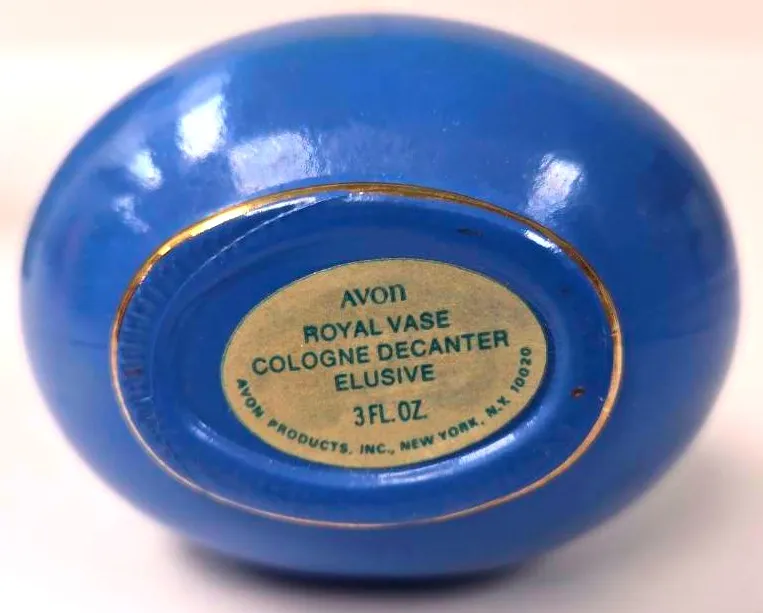 AVON
ROYAL VASE
COLOGNE DECANTER
ELUSIVE
3 FL. OZ.
AVON PRODUCTS, INC., NEW YORK, N.Y. 10020